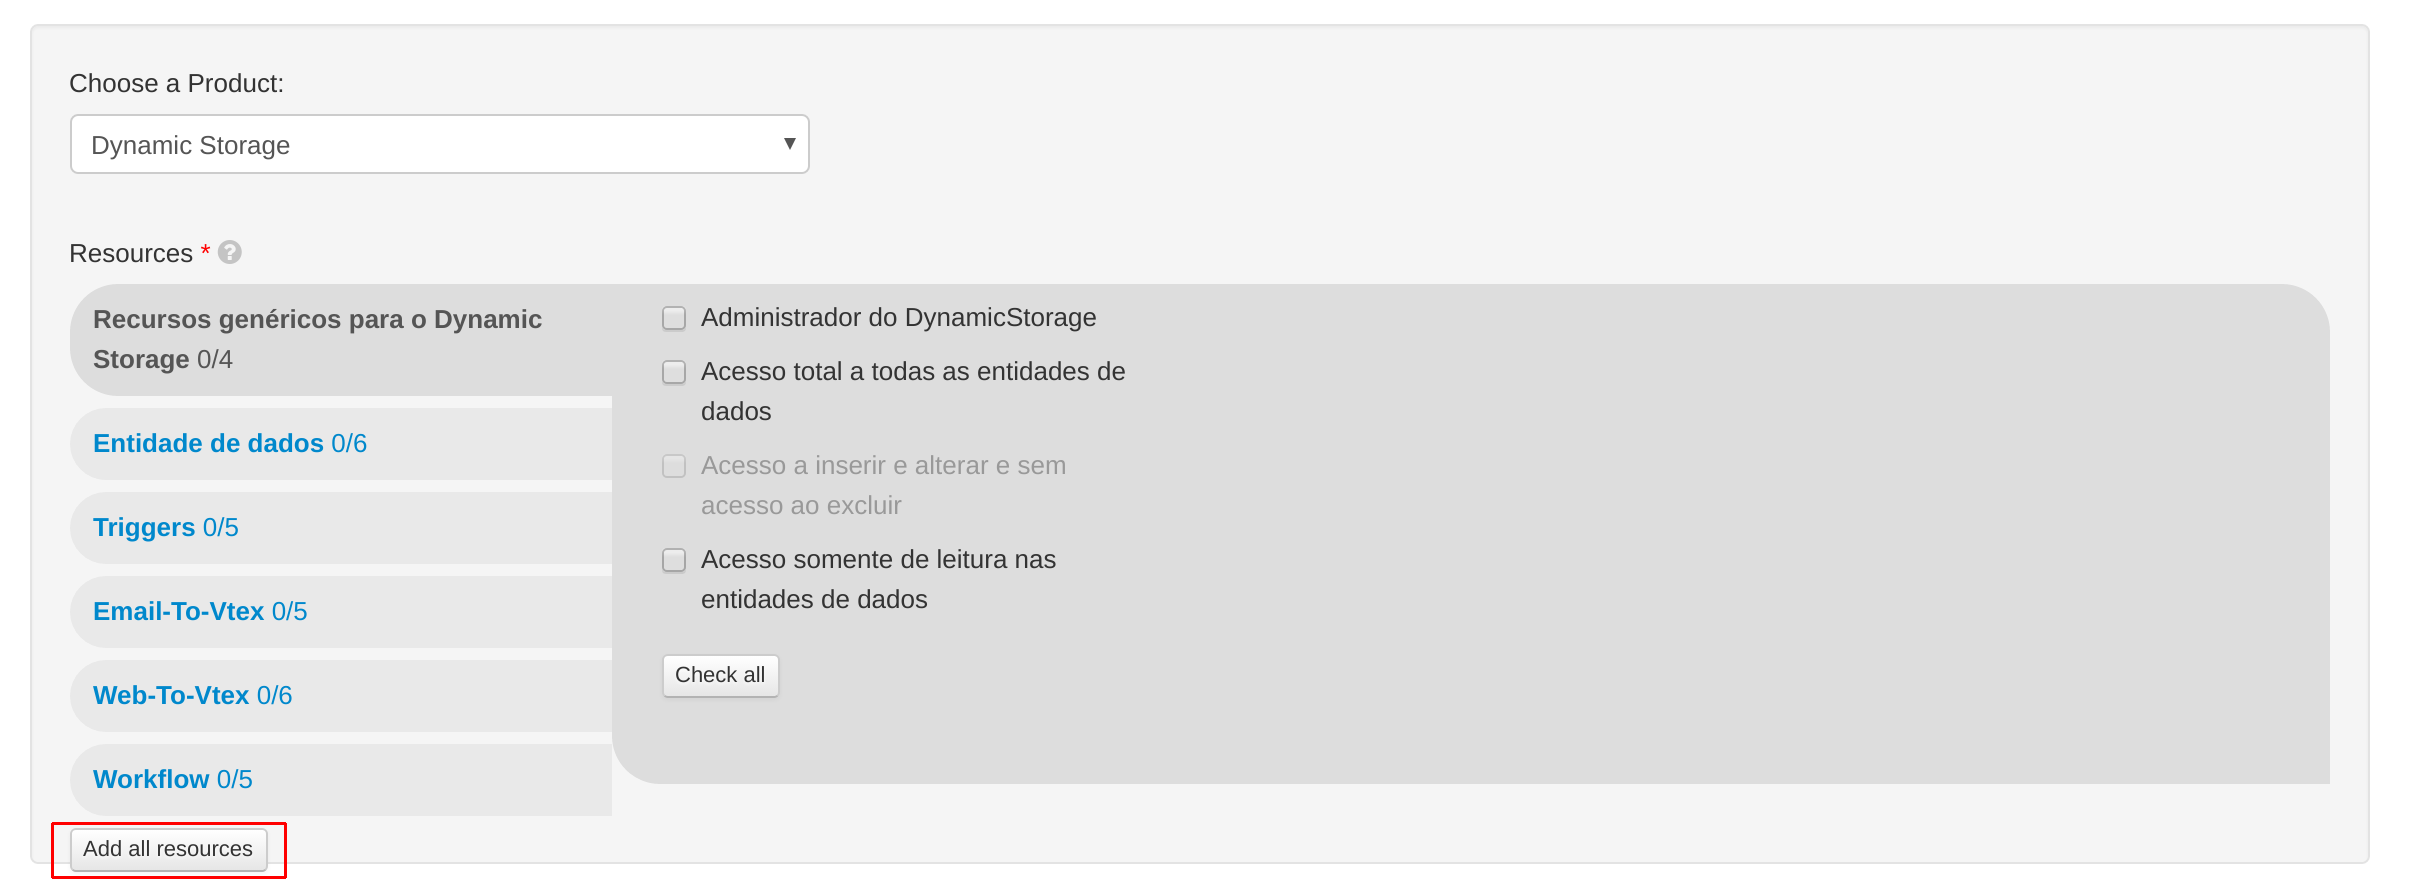 Choose a Product:
Dynamic Storage
Resources *
Recursos genéricos para o Dynamic
Storage 0/4
Entidade de dados 0/6
Triggers 0/5
Email-To-Vtex 0/5
Web-To-Vtex 0/6
Workflow 0/5
Add all resources
Administrador do DynamicStorage
Acesso total a todas as entidades de
dados
Acesso a inserir e alterar e sem
acesso ao excluir
Acesso somente de leitura nas
entidades de dados
Check all